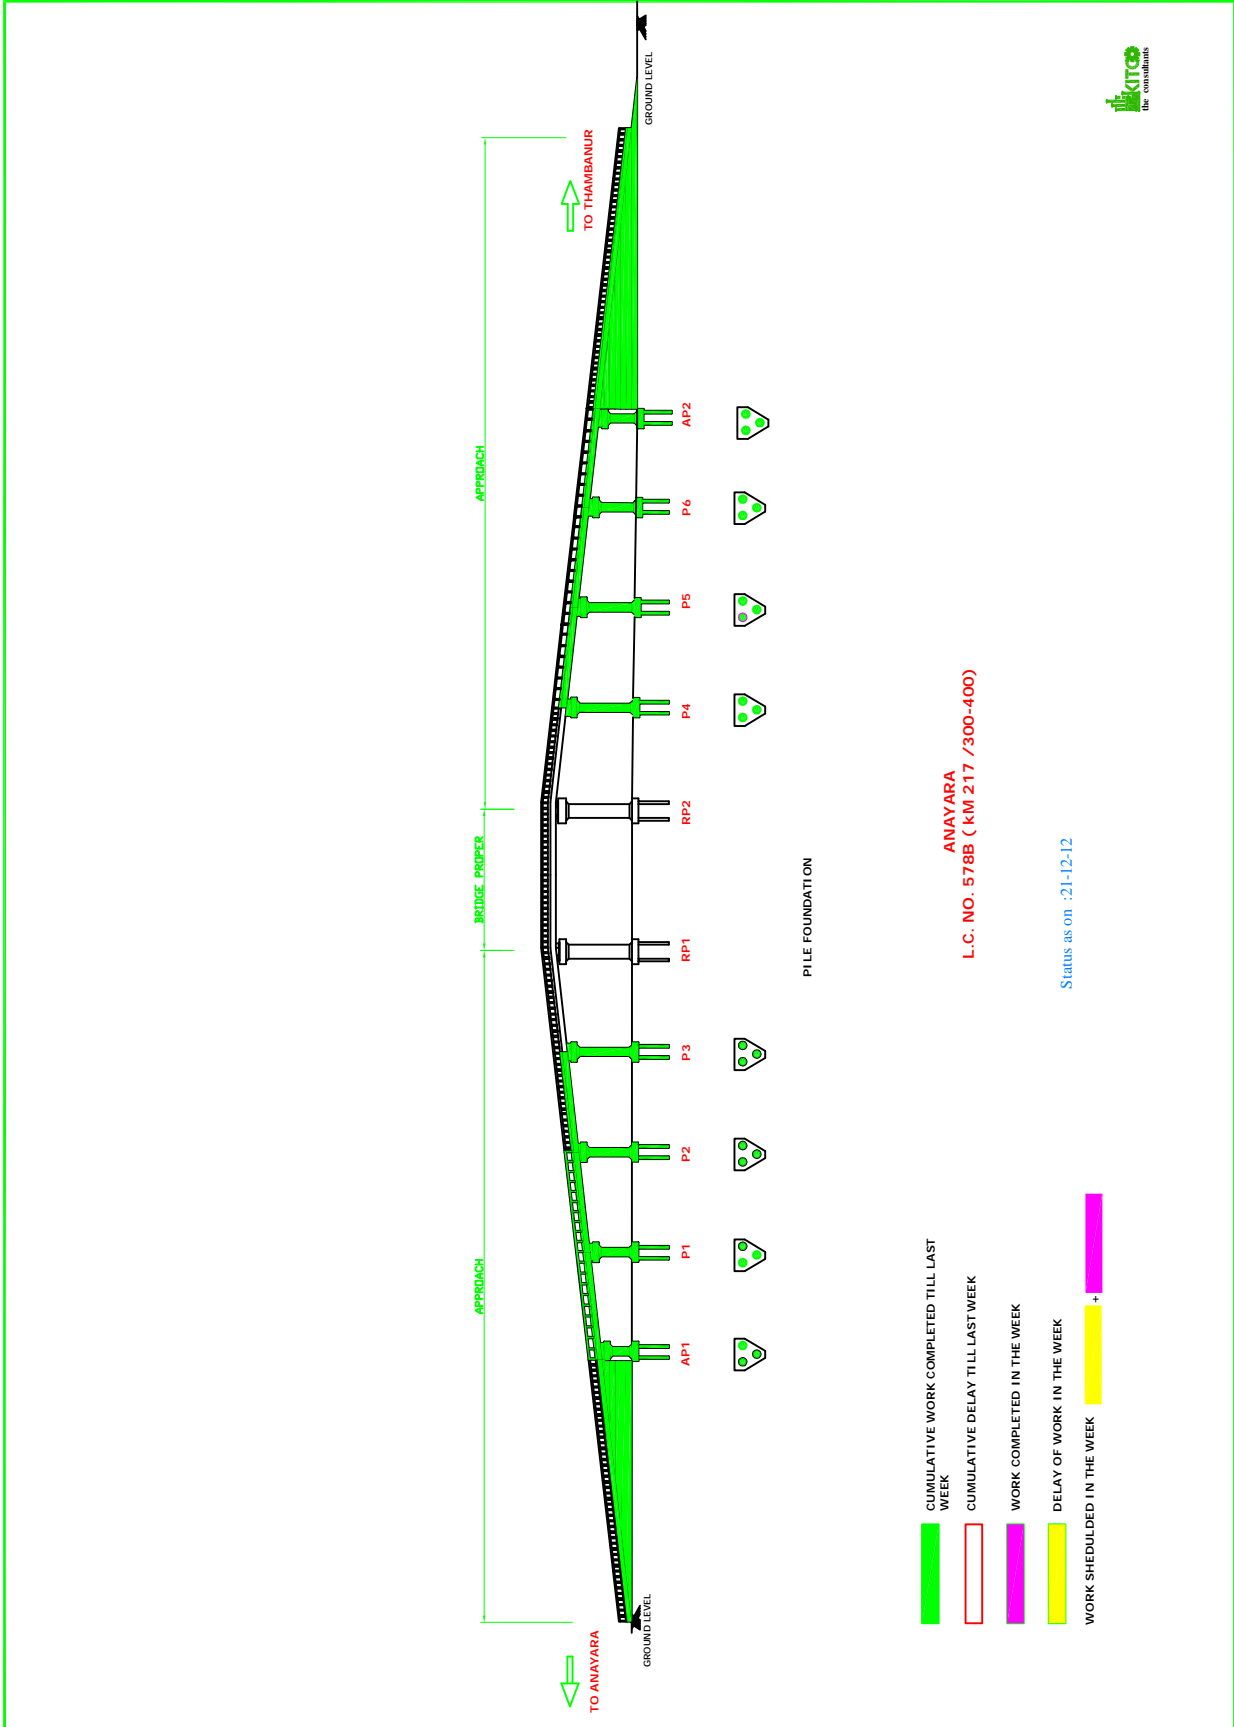 APPROACH
BRIDGE PROPER
APPROACH
TO ANAYARA
TO THAMBANUR
GROUND LEVEL
GROUND LEVEL
AP1
P1
P2
P3
RP1
RP2
P4
P5
P6
AP2
PILE FOUNDATION
ANAYARA
L.C. NO. 578B ( kM 217 /300-400)
Status as on :21-12-12
CUMULATIVE WORK COMPLETED TILL LAST
WEEK
CUMULATIVE DELAY TILL LAST WEEK
WORK COMPLETED IN THE WEEK
DELAY OF WORK IN THE WEEK
WORK SHEDULDED IN THE WEEK
+
KITCO
the consultants